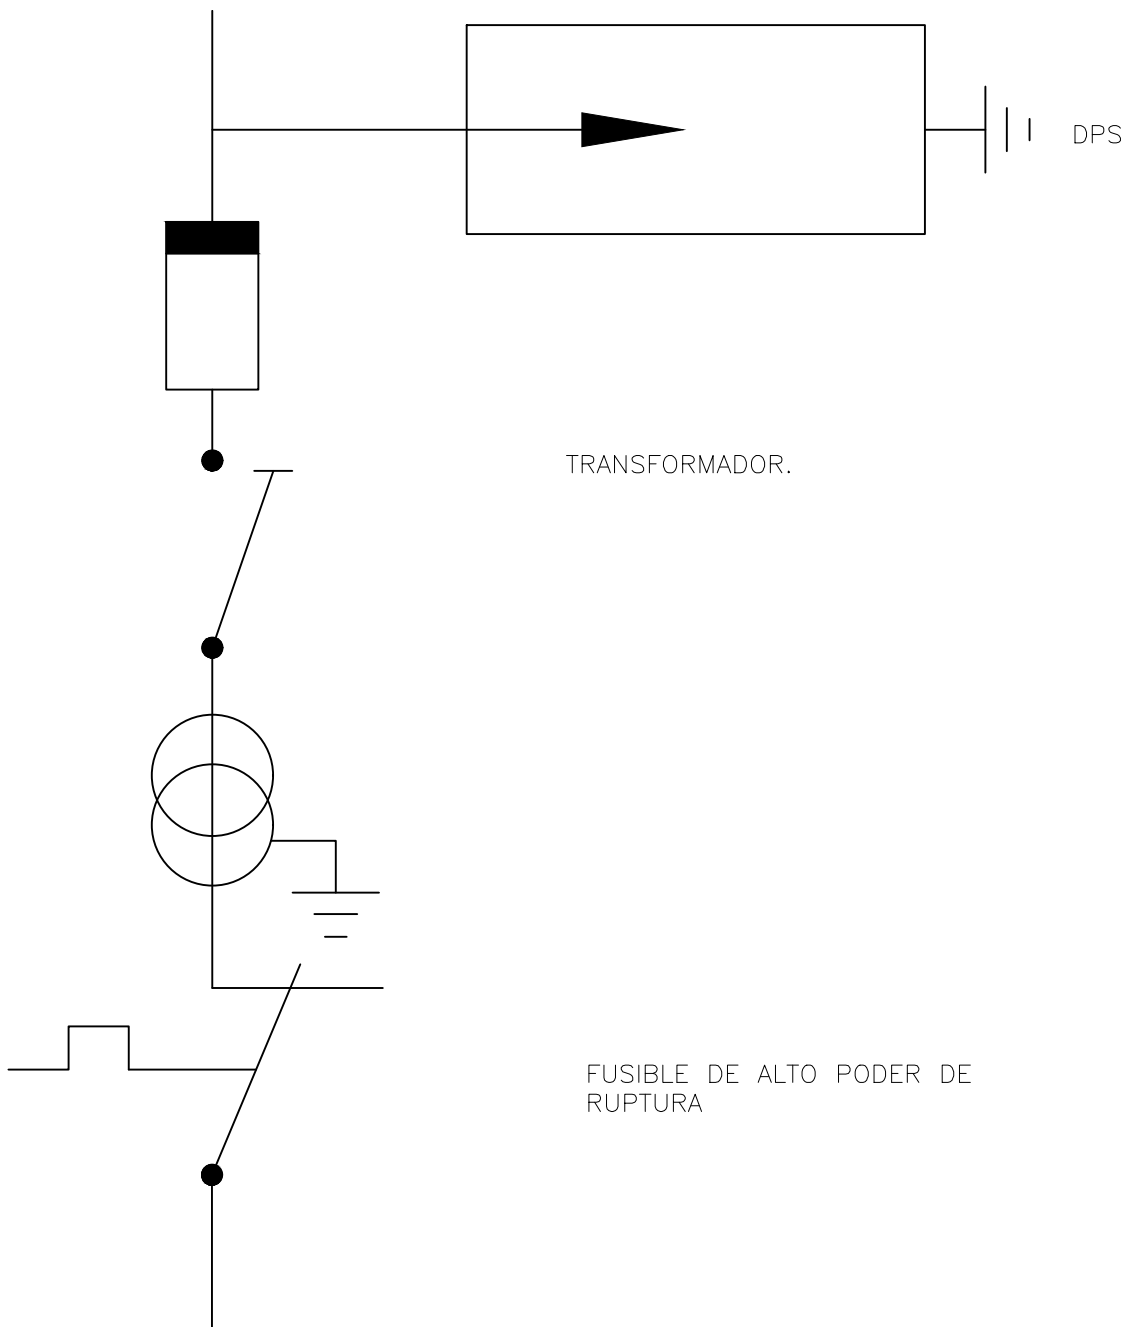 DPS
TRANSFORMADOR.
FUSIBLE DE ALTO PODER DE
RUPTURA